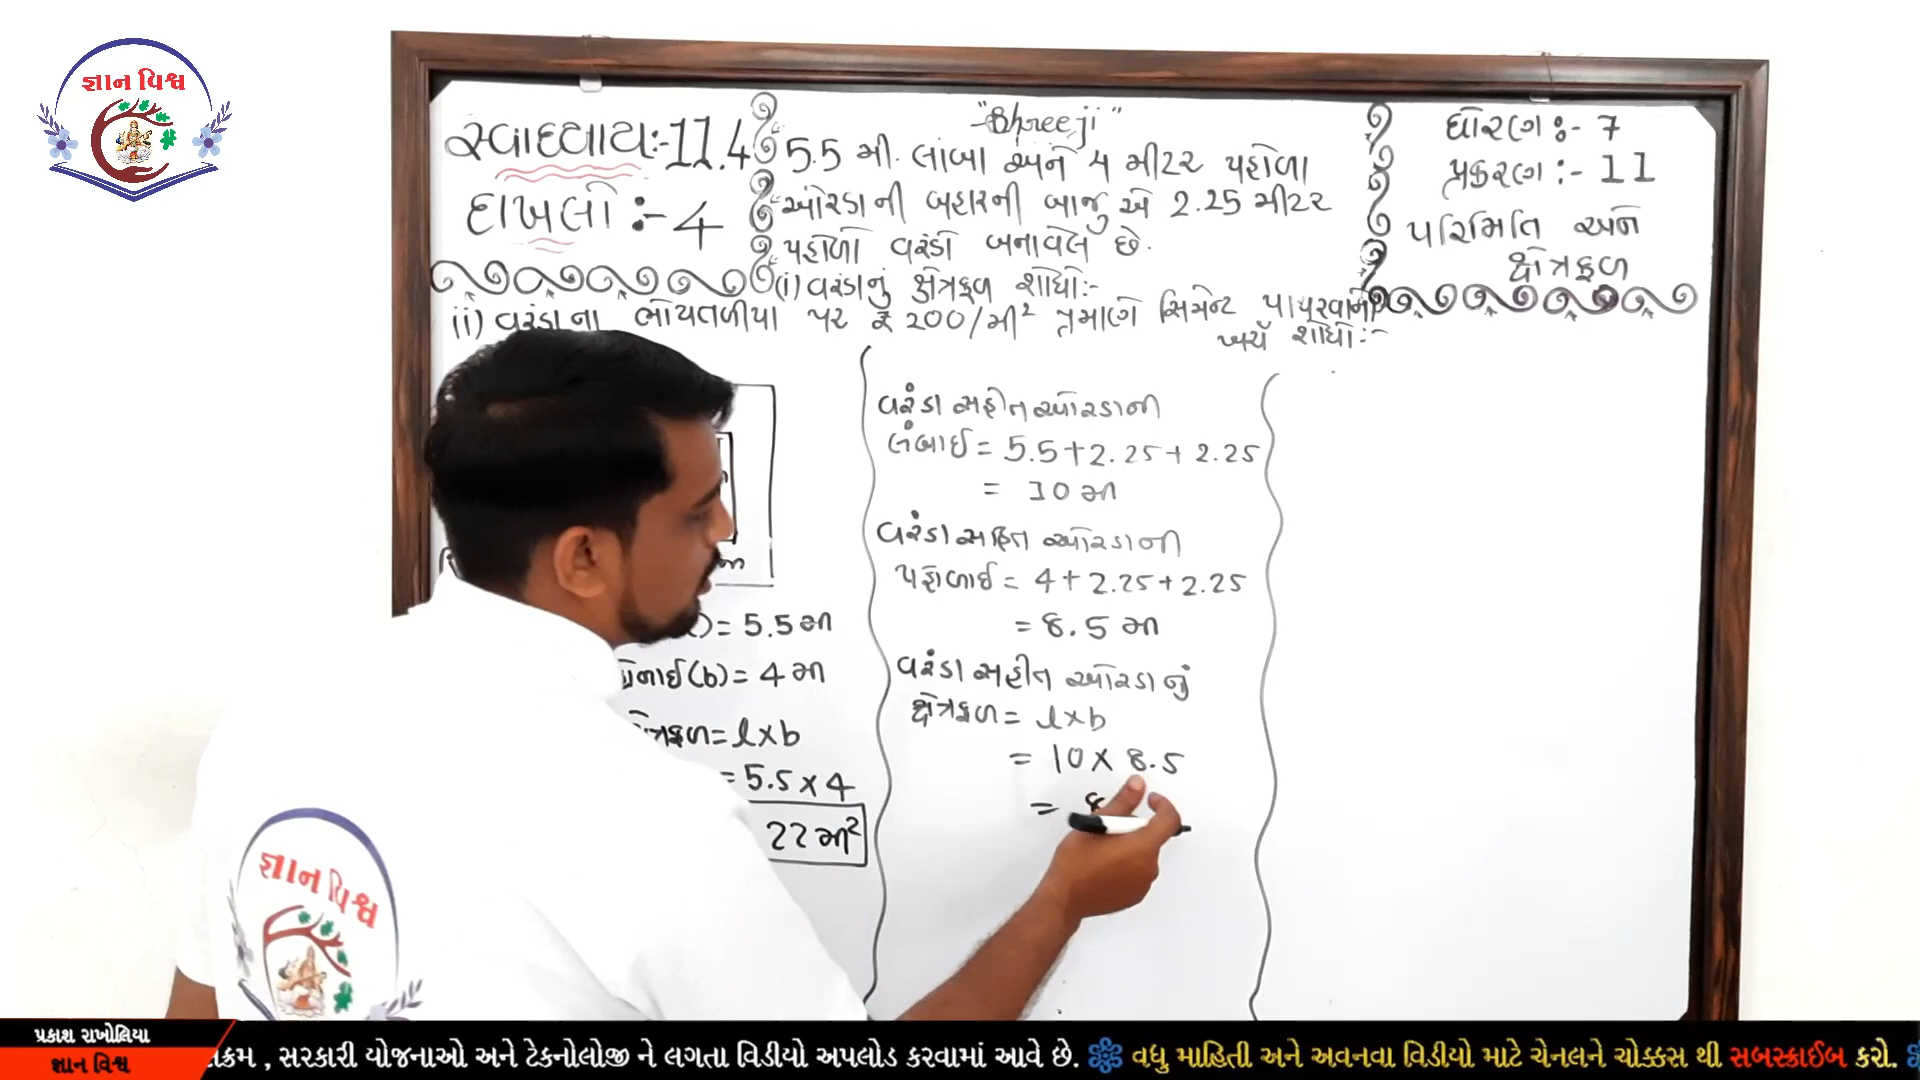 જ્ઞાન વિશ્વ
"Shreeji"
સ્વાધ્યાય:-11.4
દાખલો :- 4
5.5 મી. લાંબા અને 4 મીટર પહોળા
ઓરડાની બહારની બાજુ એ 2.25 મીટર
પહોળો વરંડો બનાવેલ છે.
(i) વરંડાનું ક્ષેત્રફળ શોધો:-
ii) વરંડાના ભોંયતળીયા પર ₹ 200/મી² પ્રમાણે સિમેન્ટ પાથરવાનો
ખર્ચ શોધો:-
ધોરણ :- 7
પ્રકરણ :- 11
પરિમિતિ અને
ક્ષેત્રફળ
= 5.5 મી
(b) = 4 મી
= l×b
= 5.5 × 4
22 મી²
વરંડા સહીત ઓરડાની
લંબાઈ = 5.5 + 2.25 + 2.25
= 10 મી
વરંડા સહિત ઓરડાની
પહોળાઈ = 4 + 2.25 + 2.25
= 8.5 મી
વરંડા સહીત ઓરડાનું
ક્ષેત્રફળ = l×b
= 10 × 8.5
= 8
જ્ઞાન વિશ્વ
પ્રકાશ રાખોલિયા
જ્ઞાન વિશ્વ
ક્રમ , સરકારી યોજનાઓ અને ટેકનોલોજી ને લગતા વિડીયો અપલોડ કરવામાં આવે છે. વધુ માહિતી અને અવનવા વિડીયો માટે ચેનલને ચોક્કસ થી સબસ્ક્રાઈબ કરો.